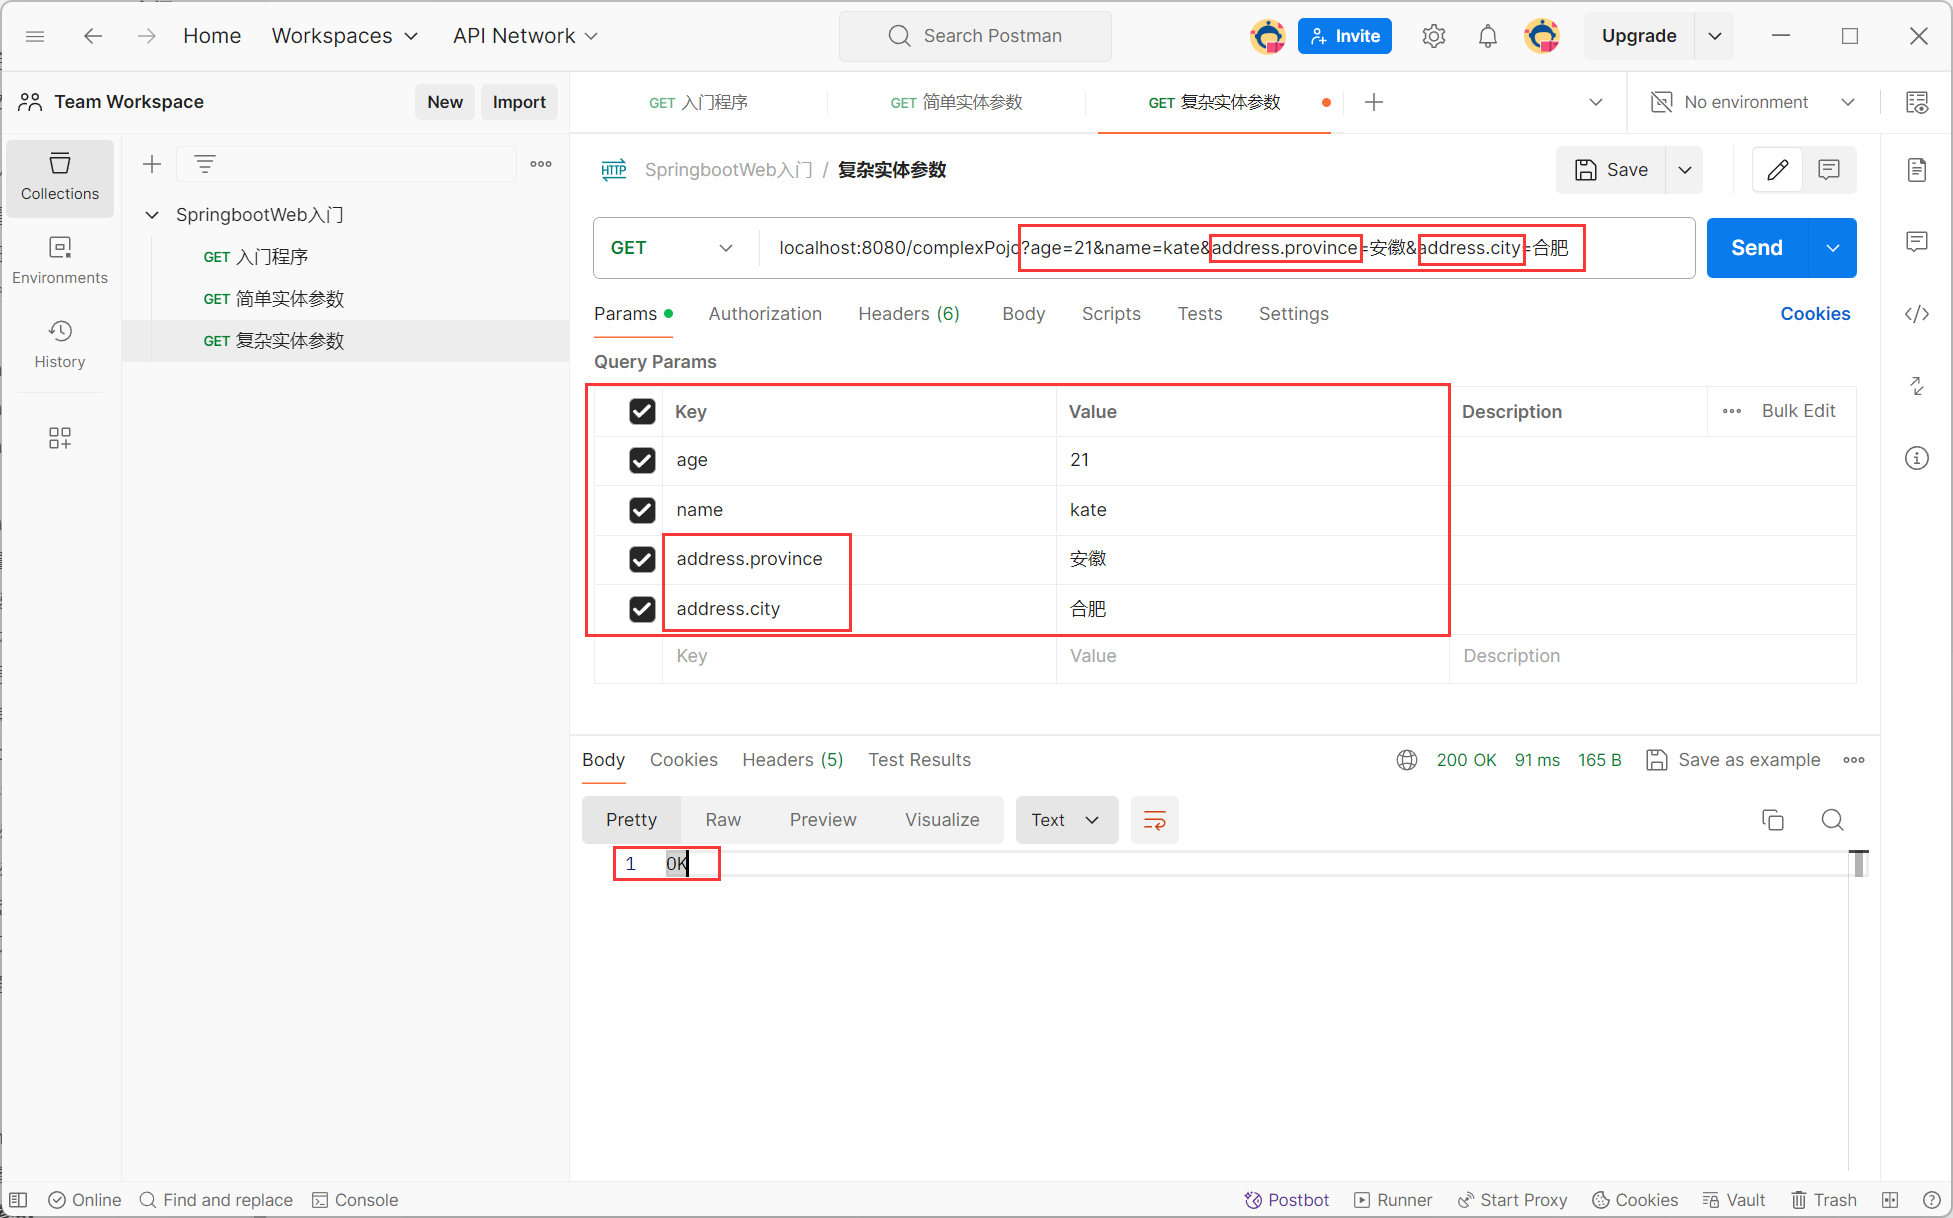 Home Workspaces API Network Search Postman Invite Upgrade
Team Workspace New Import GET 入门程序 GET 简单实体参数 GET 复杂实体参数 No environment
Collections
Environments
History
SpringbootWeb入门
GET 入门程序
GET 简单实体参数
GET 复杂实体参数
HTTP SpringbootWeb入门 / 复杂实体参数 Save
GET localhost:8080/complexPojo?age=21&name=kate&address.province=安徽&address.city=合肥 Send
Params Authorization Headers (6) Body Scripts Tests Settings Cookies
Query Params
Key Value Description Bulk Edit
age 21
name kate
address.province 安徽
address.city 合肥
Key Value Description
Body Cookies Headers (5) Test Results 200 OK 91 ms 165 B Save as example
Pretty Raw Preview Visualize Text
1 OK
Online Find and replace Console Postbot Runner Start Proxy Cookies Vault Trash